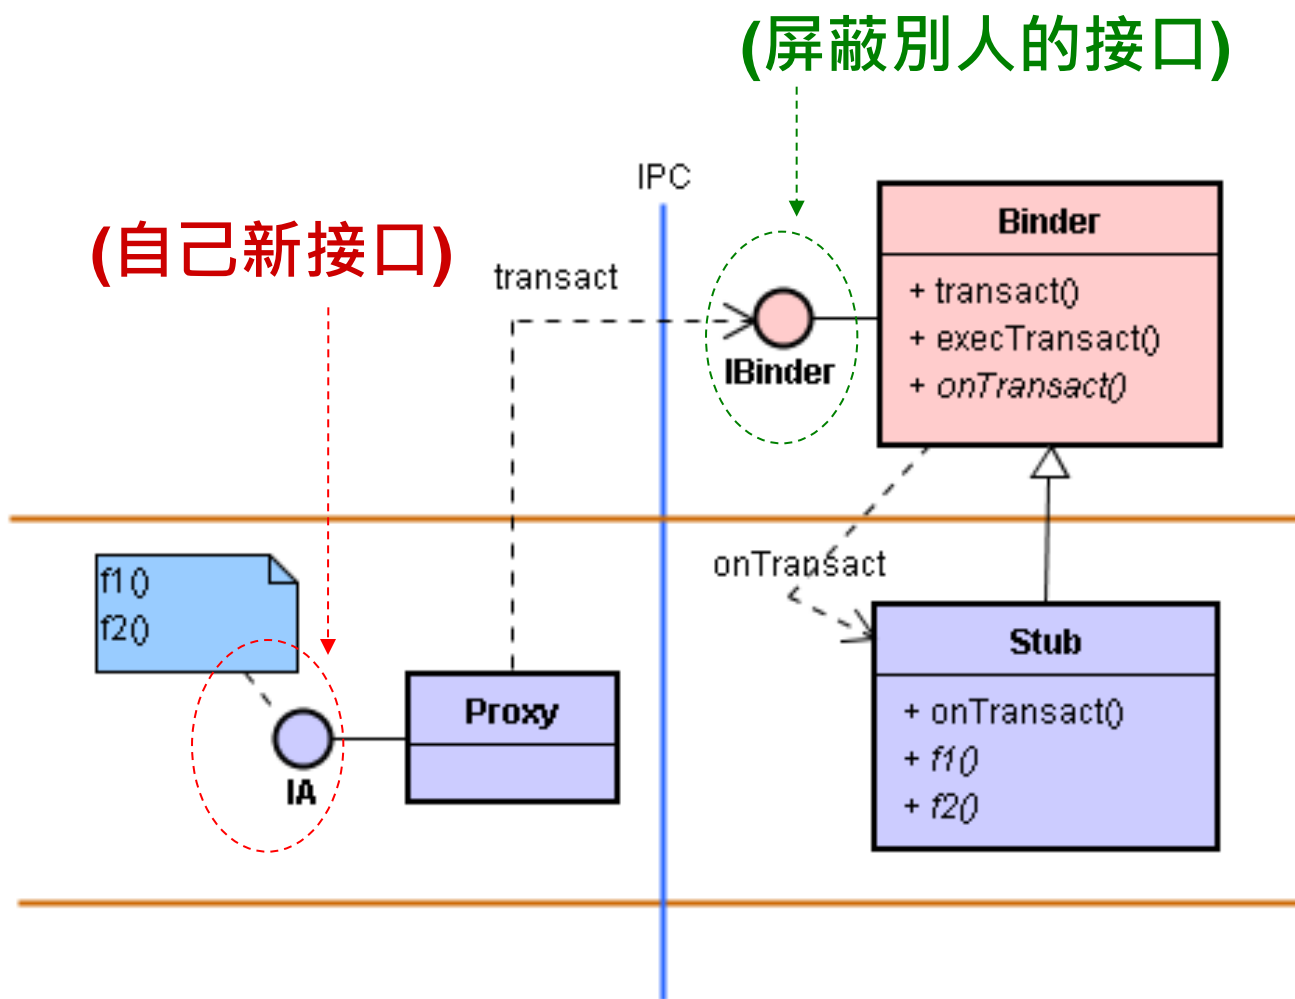 (屏蔽別人的接口)
IPC
(自己新接口)
transact
Binder
+ transact()
+ execTransact()
+ onTransact()
IBinder
onTransact
f1()
f2()
Stub
+ onTransact()
+ f1()
+ f2()
Proxy
IA